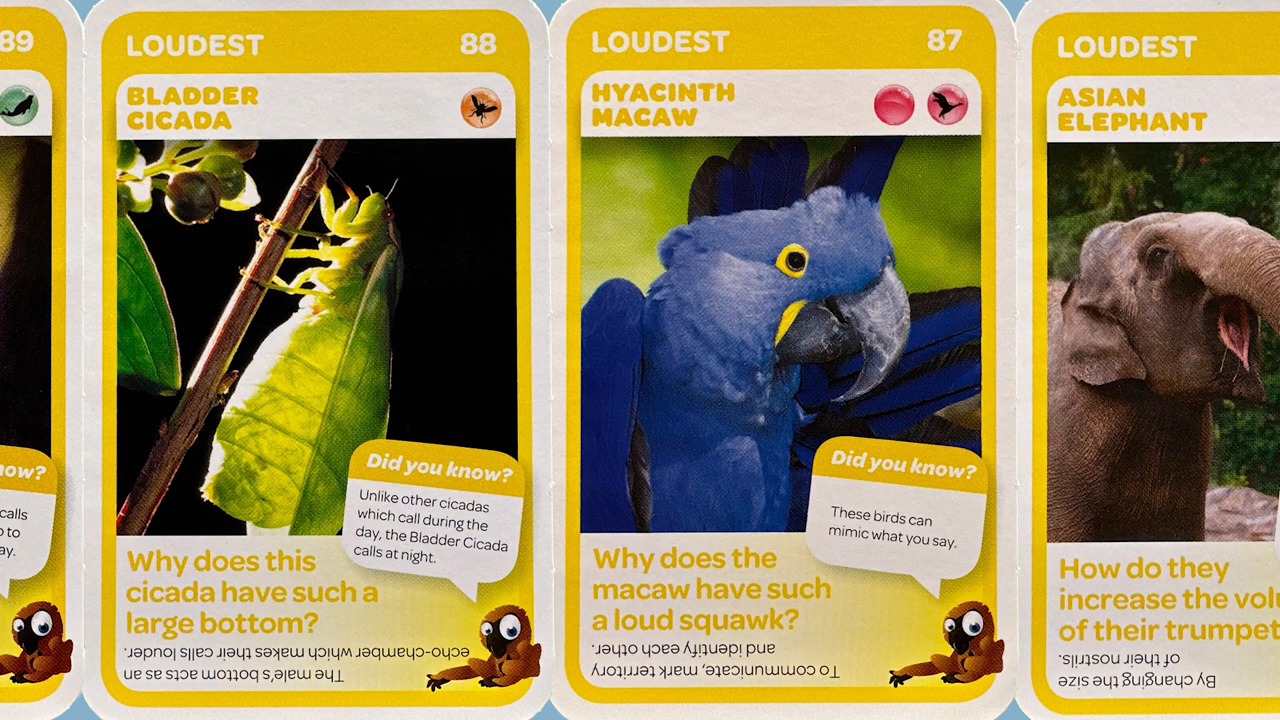 89
now?
calls
to
ay.
LOUDEST
88
BLADDER
CICADA
Did you know?
Unlike other cicadas
which call during the
day, the Bladder Cicada
calls at night.
Why does this
cicada have such a
large bottom?
The male's bottom acts as an
echo-chamber which makes their calls louder.
LOUDEST
87
HYACINTH
MACAW
Did you know?
These birds can
mimic what you say.
Why does the
macaw have such
a loud squawk?
To communicate, mark territory
and identify each other.
LOUDEST
ASIAN
ELEPHANT
How do they
increase the
of their
By changing the size
of their nostrils.